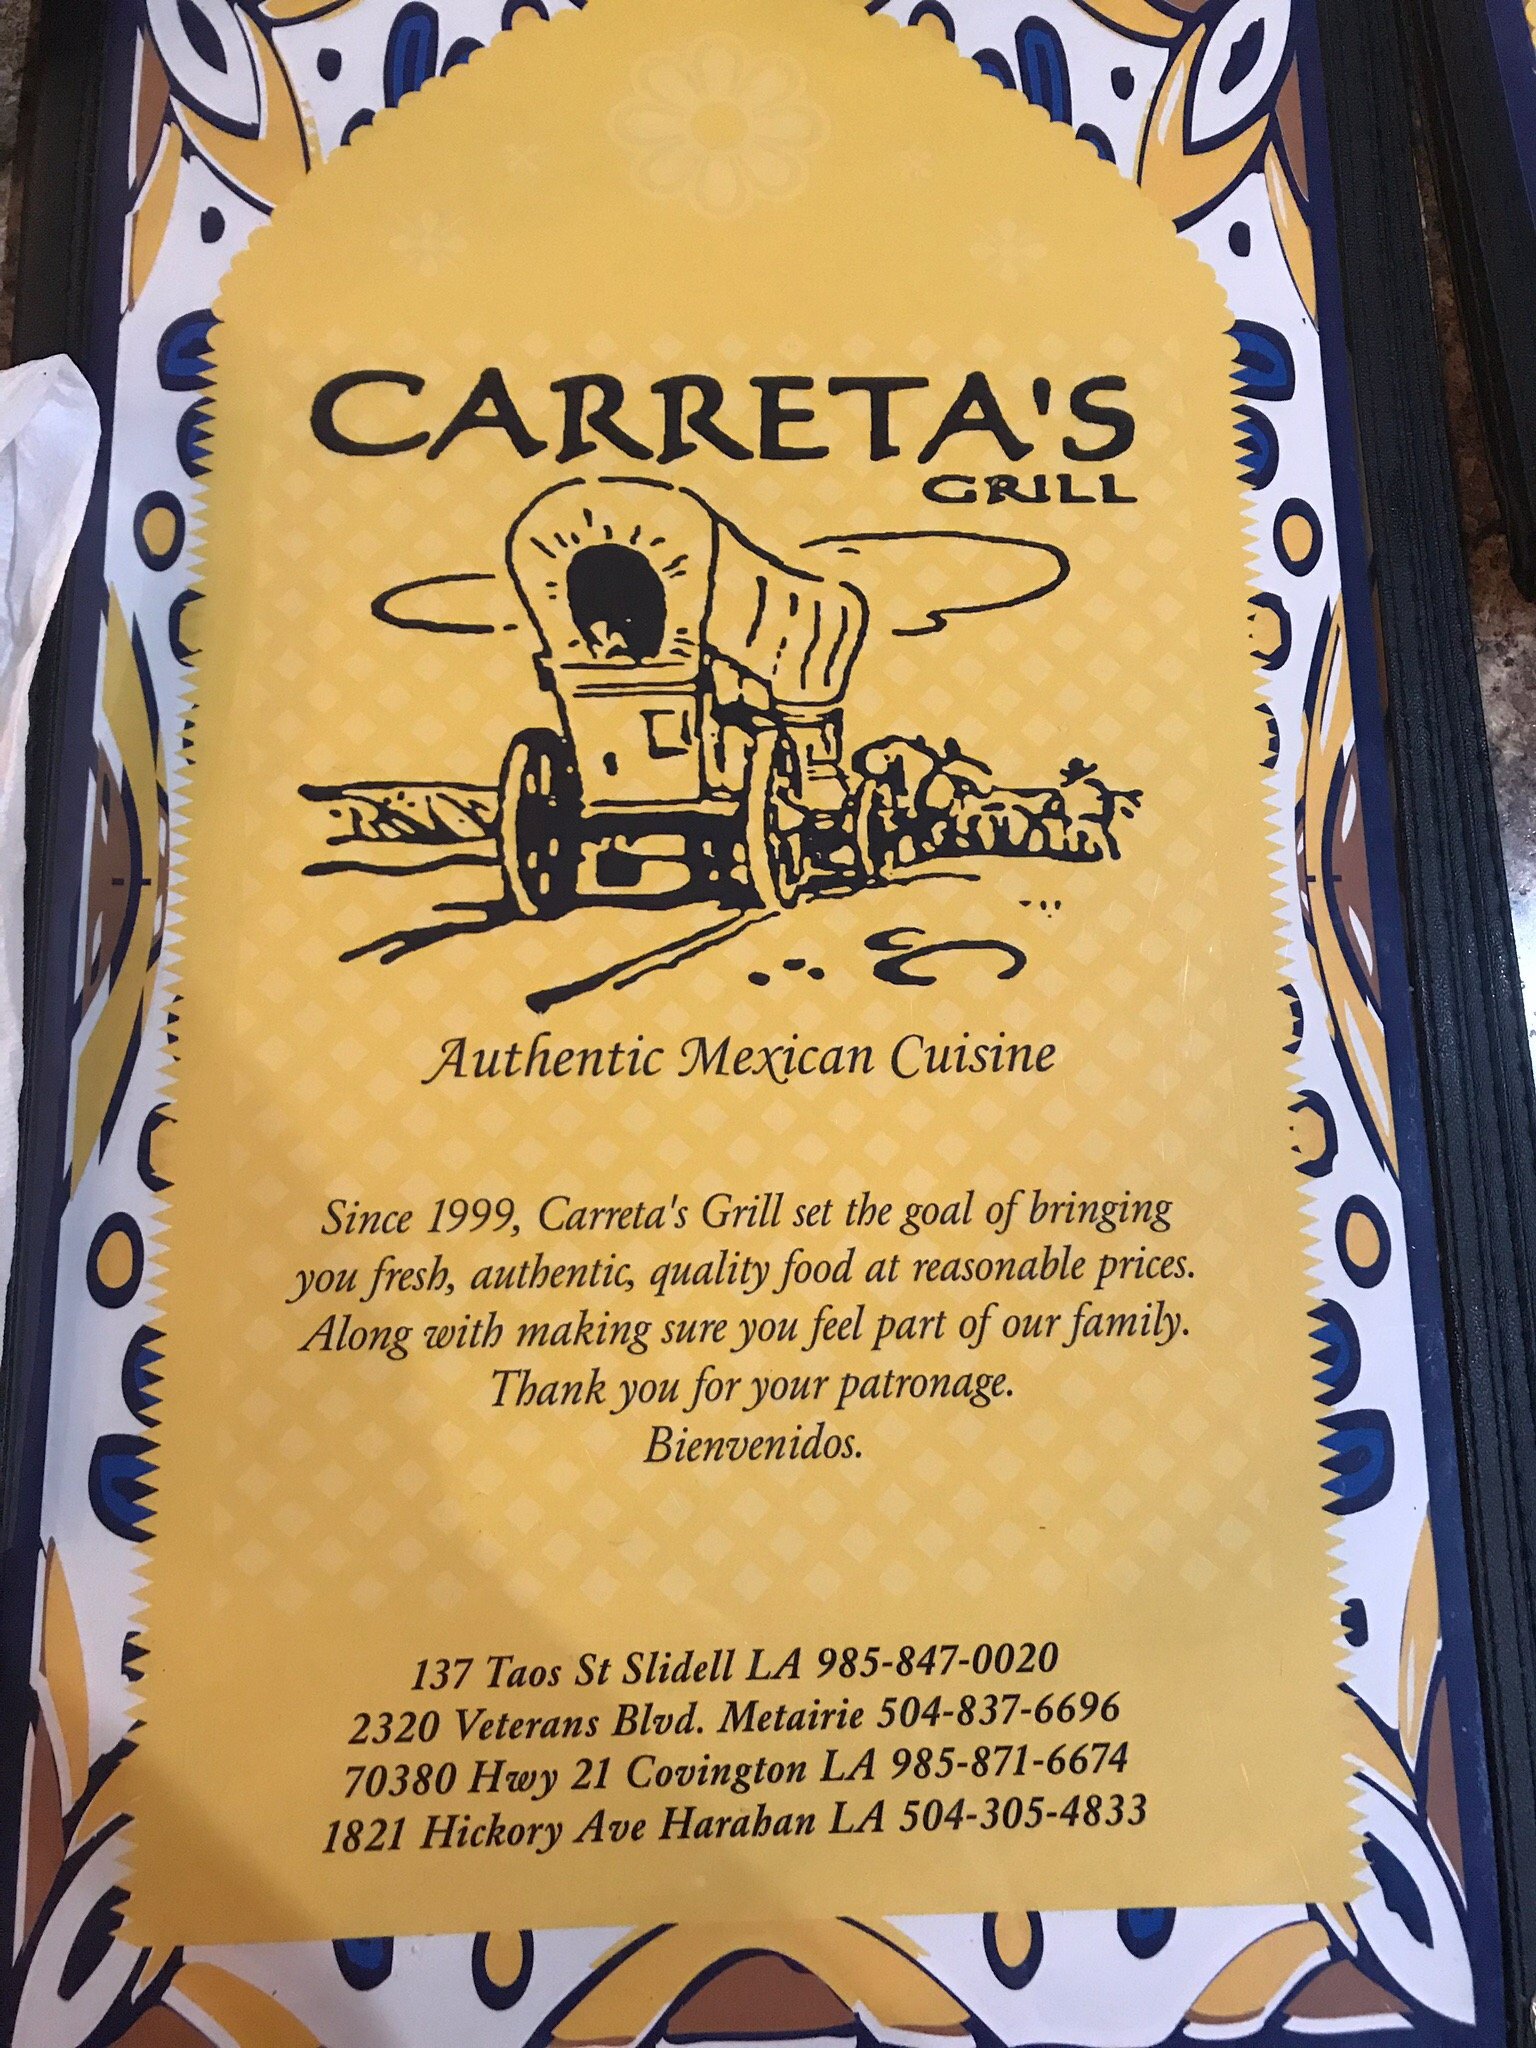 CARRETA'S
GRILL
Authentic Mexican Cuisine
Since 1999, Carreta's Grill set the goal of bringing
you fresh, authentic, quality food at reasonable prices.
Along with making sure you feel part of our family.
Thank you for your patronage.
Bienvenidos.
137 Taos St Slidell LA 985-847-0020
2320 Veterans Blvd. Metairie 504-837-6696
70380 Hwy 21 Covington LA 985-871-6674
1821 Hickory Ave Harahan LA 504-305-4833